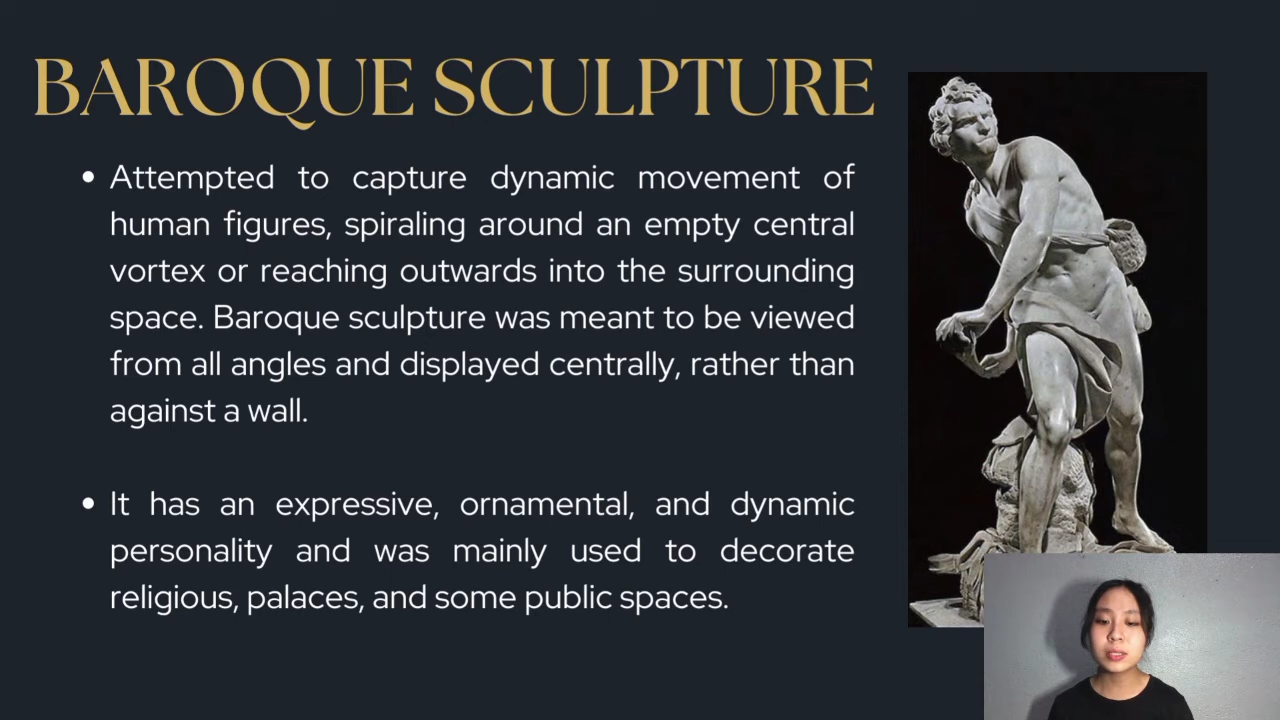 BAROQUE SCULPTURE
• Attempted to capture dynamic movement of
human figures, spiraling around an empty central
vortex or reaching outwards into the surrounding
space. Baroque sculpture was meant to be viewed
from all angles and displayed centrally, rather than
against a wall.
• It has an expressive, ornamental, and dynamic
personality and was mainly used to decorate
religious, palaces, and some public spaces.